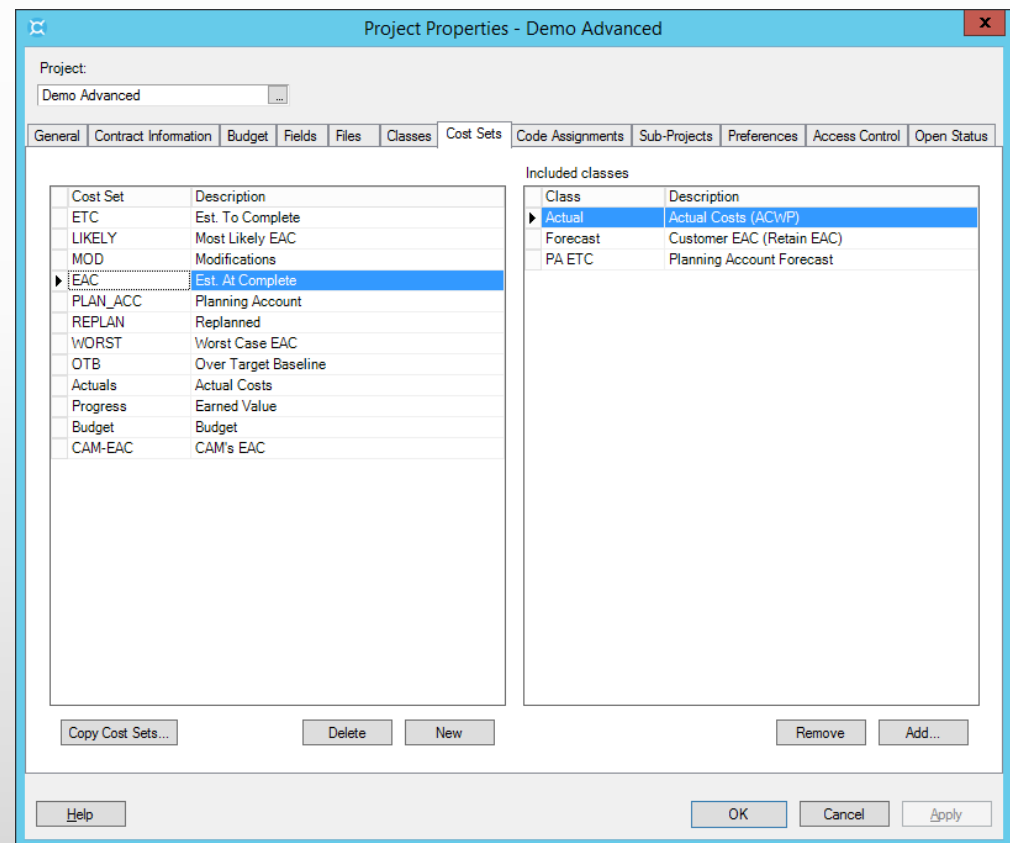 Project Properties - Demo Advanced
x
Project:
Demo Advanced ...
General Contract Information Budget Fields Files Classes Cost Sets Code Assignments Sub-Projects Preferences Access Control Open Status
Cost Set Description
ETC Est. To Complete
LIKELY Most Likely EAC
MOD Modifications
EAC Est. At Complete
PLAN_ACC Planning Account
REPLAN Replanned
WORST Worst Case EAC
OTB Over Target Baseline
Actuals Actual Costs
Progress Earned Value
Budget Budget
CAM-EAC CAM's EAC
Included classes
Class Description
Actual Actual Costs (ACWP)
Forecast Customer EAC (Retain EAC)
PA ETC Planning Account Forecast
Copy Cost Sets... Delete New Remove Add...
Help OK Cancel Apply